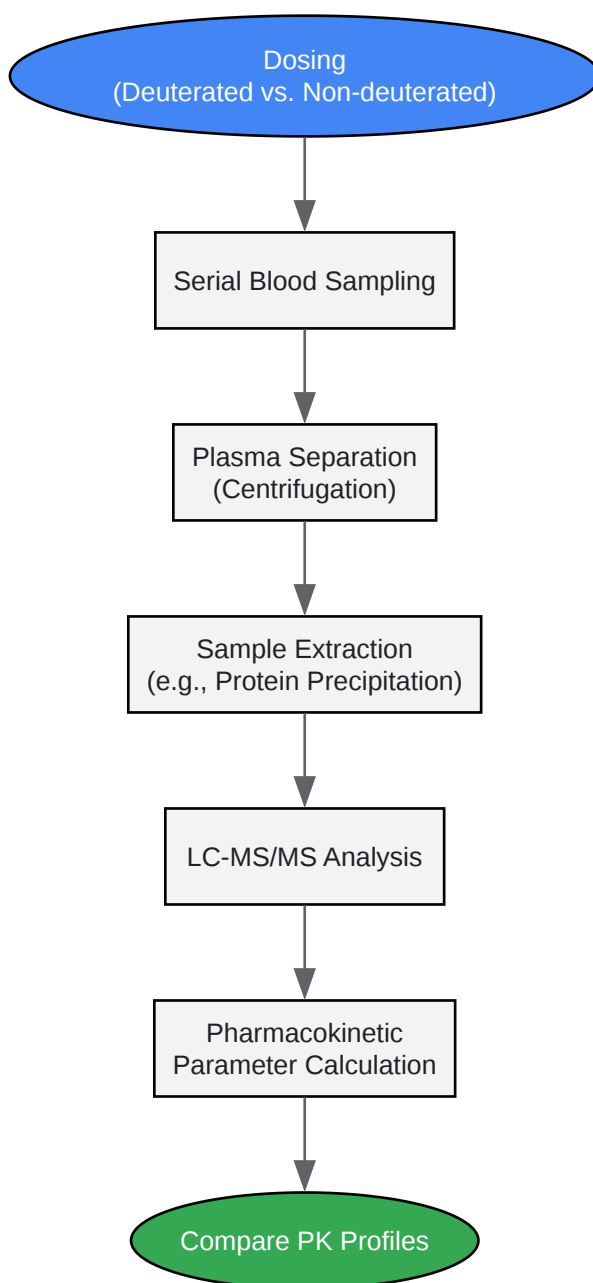 Dosing
(Deuterated vs. Non-deuterated)
Serial Blood Sampling
Plasma Separation
(Centrifugation)
Sample Extraction
(e.g., Protein Precipitation)
LC-MS/MS Analysis
Pharmacokinetic
Parameter Calculation
Compare PK Profiles